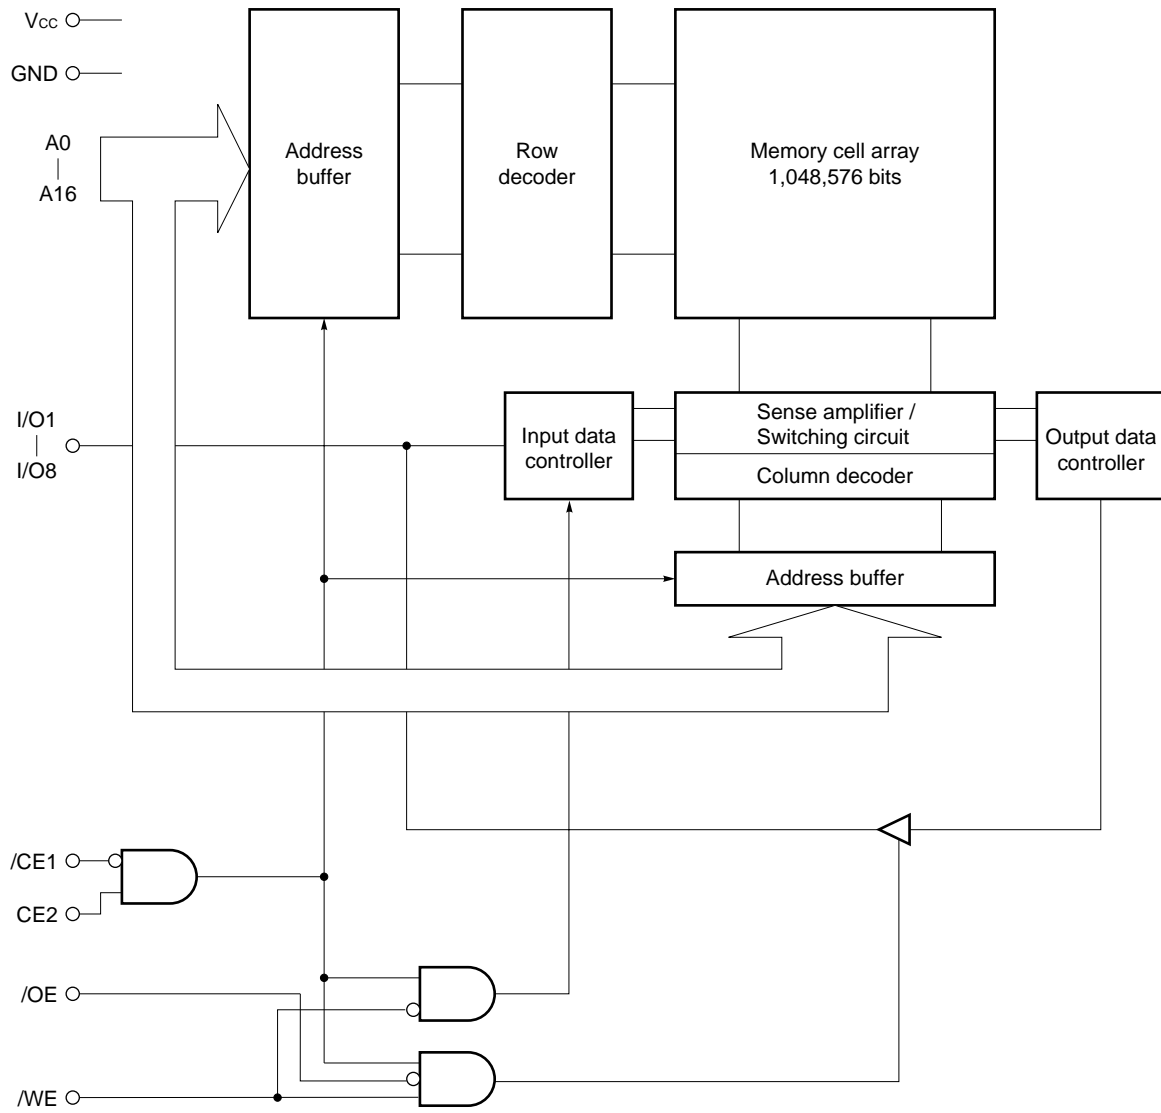 Vcc
GND
A0
A16
Address
buffer
Row
decoder
Memory cell array
1,048,576 bits
I/O1
I/O8
Input data
controller
Sense amplifier /
Switching circuit
Column decoder
Output data
controller
Address buffer
/CE1
CE2
/OE
/WE